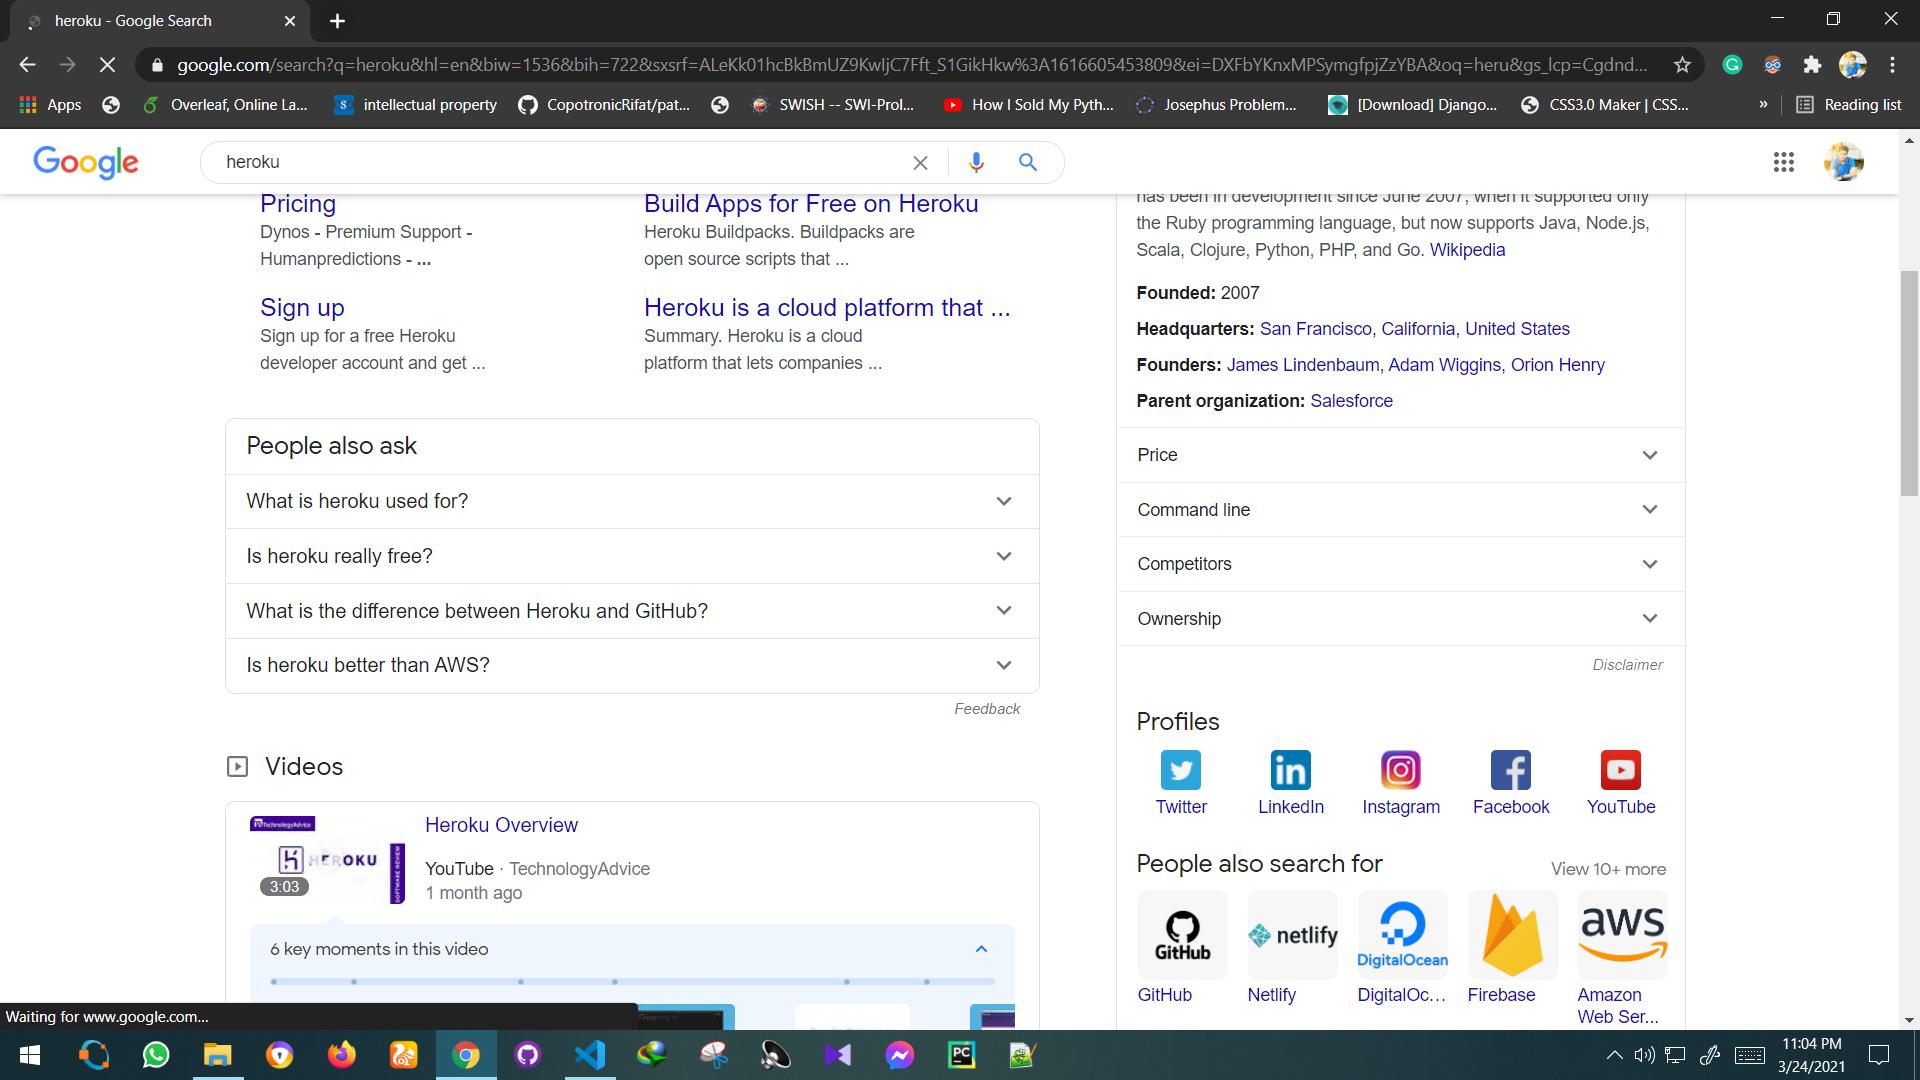 heroku - Google Search
google.com/search?q=heroku&hl=en&biw=1536&bih=722&sxsrf=ALeKk01hcBkBmUZ9KwIjC7Fft_S1GikHkw%3A1616605453809&ei=DXFbYKnxMPSymgfpjZzYBA&oq=heru&gs_lcp=Cgdnd...
Apps
Overleaf, Online La...
intellectual property
CopotronicRifat/pat...
SWISH -- SWI-Prol...
How I Sold My Pyth...
Josephus Problem...
[Download] Django...
CSS3.0 Maker | CSS...
»
Reading list
Google
heroku
Pricing
Dynos - Premium Support -
Humanpredictions - ...
Build Apps for Free on Heroku
Heroku Buildpacks. Buildpacks are
open source scripts that ...
Sign up
Sign up for a free Heroku
developer account and get ...
Heroku is a cloud platform that ...
Summary. Heroku is a cloud
platform that lets companies ...
People also ask
What is heroku used for?
Is heroku really free?
What is the difference between Heroku and GitHub?
Is heroku better than AWS?
Feedback
Videos
TechnologyAdvice
HEROKU
SOFTWARE REVIEW
3:03
Heroku Overview
YouTube · TechnologyAdvice
1 month ago
6 key moments in this video
has been in development since June 2007, when it supported only
the Ruby programming language, but now supports Java, Node.js,
Scala, Clojure, Python, PHP, and Go. Wikipedia
Founded: 2007
Headquarters: San Francisco, California, United States
Founders: James Lindenbaum, Adam Wiggins, Orion Henry
Parent organization: Salesforce
Price
Command line
Competitors
Ownership
Disclaimer
Profiles
Twitter
LinkedIn
Instagram
Facebook
YouTube
People also search for
View 10+ more
GitHub
netlify
DigitalOcean
aws
GitHub
Netlify
DigitalOc...
Firebase
Amazon
Web Ser...
Waiting for www.google.com...
11:04 PM
3/24/2021